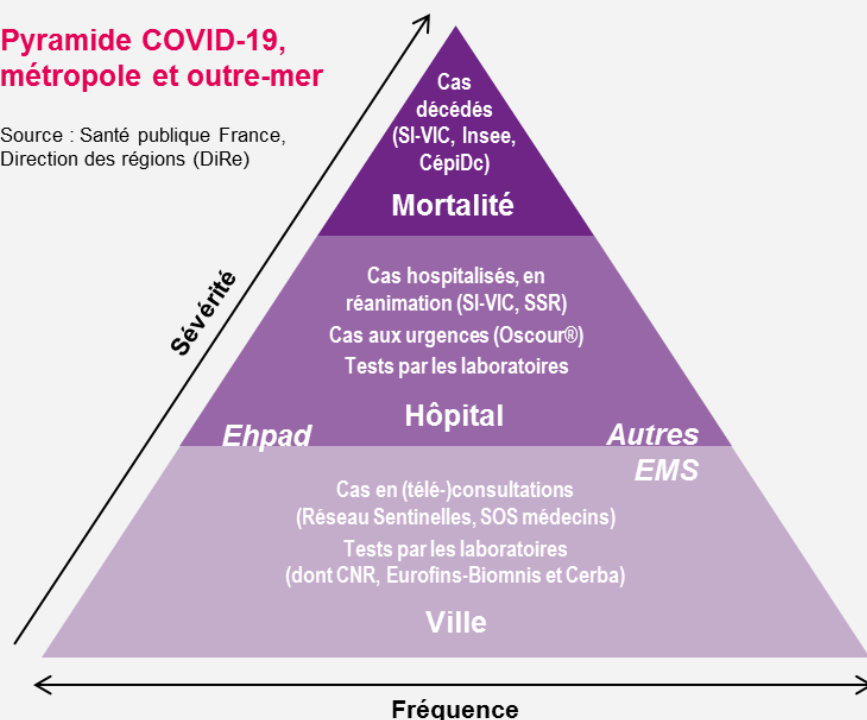 Pyramide COVID-19,
métropole et outre-mer
Source : Santé publique France,
Direction des régions (DiRe)
Sévérité
Cas
décédés
(SI-VIC, Insee,
CépiDc)
Mortalité
Cas hospitalisés, en
réanimation (SI-VIC, SSR)
Cas aux urgences (Oscour®)
Tests par les laboratoires
Hôpital
Ehpad
Autres
EMS
Cas en (télé-)consultations
(Réseau Sentinelles, SOS médecins)
Tests par les laboratoires
(dont CNR, Eurofins-Biomnis et Cerba)
Ville
Fréquence